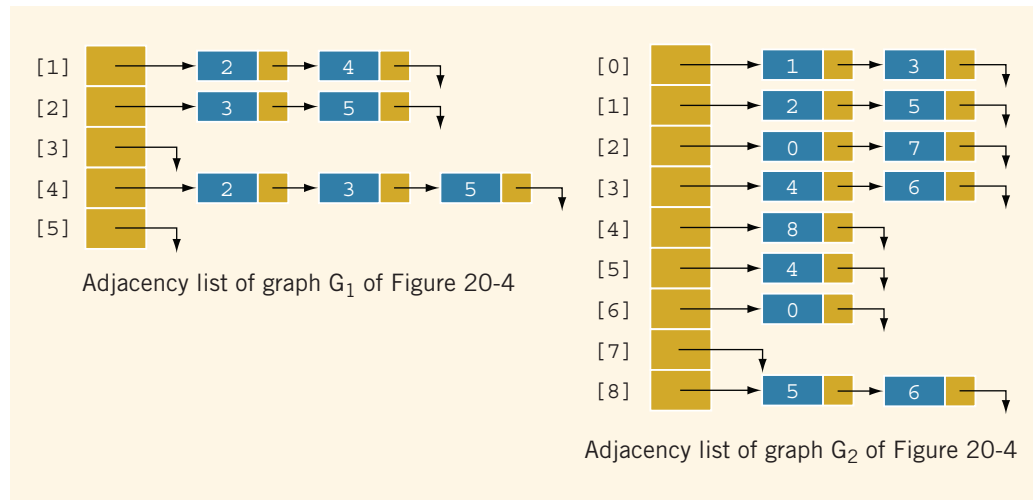 [1] 2 4
[2] 3 5
[3]
[4] 2 3 5
[5]
Adjacency list of graph G1 of Figure 20-4
[0] 1 3
[1] 2 5
[2] 0 7
[3] 4 6
[4] 8
[5] 4
[6] 0
[7]
[8] 5 6
Adjacency list of graph G2 of Figure 20-4